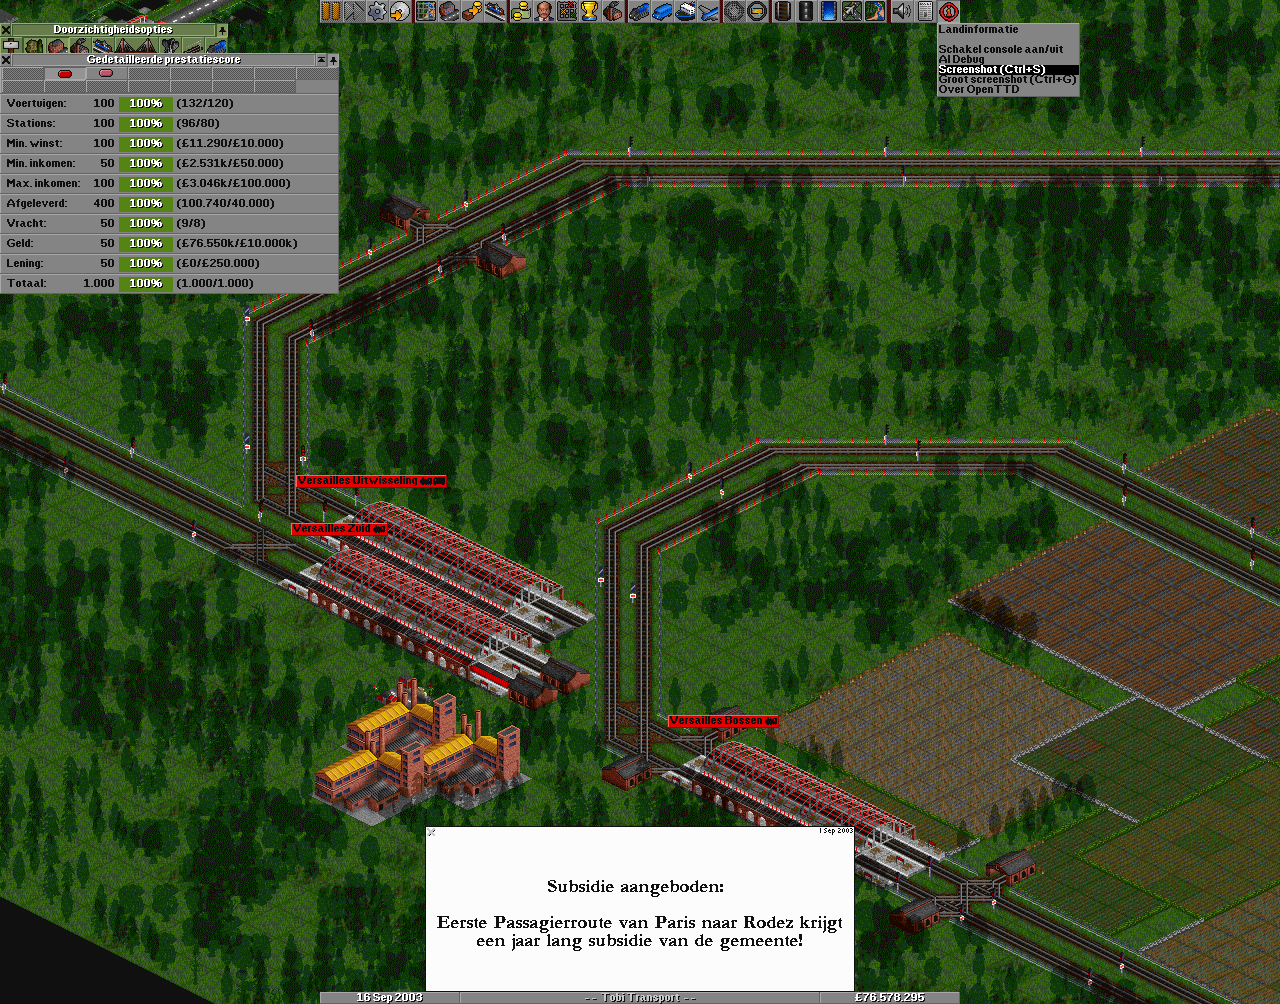 Doorzichtigheidsopties
Gedetailleerde prestatiescore
Voertuigen: 100 100% (132/120)
Stations: 100 100% (96/80)
Min. winst: 100 100% (£11.290/£10.000)
Min. inkomen: 50 100% (£2.531k/£50.000)
Max. inkomen: 100 100% (£3.046k/£100.000)
Afgeleverd: 400 100% (100.740/40.000)
Vracht: 50 100% (9/8)
Geld: 50 100% (£76.550k/£10.000k)
Lening: 50 100% (£0/£250.000)
Totaal: 1.000 100% (1.000/1.000)
Landinformatie
Schakel console aan/uit
AI Debug
Screenshot (Ctrl+S)
Groot screenshot (Ctrl+G)
Over OpenTTD
Versailles Uitwisseling
Versailles Zuid
Versailles Bossen
1 Sep 2003
Subsidie aangeboden:
Eerste Passagierroute van Paris naar Rodez krijgt
een jaar lang subsidie van de gemeente!
16 Sep 2003
-- Tobi Transport --
£76.578.295